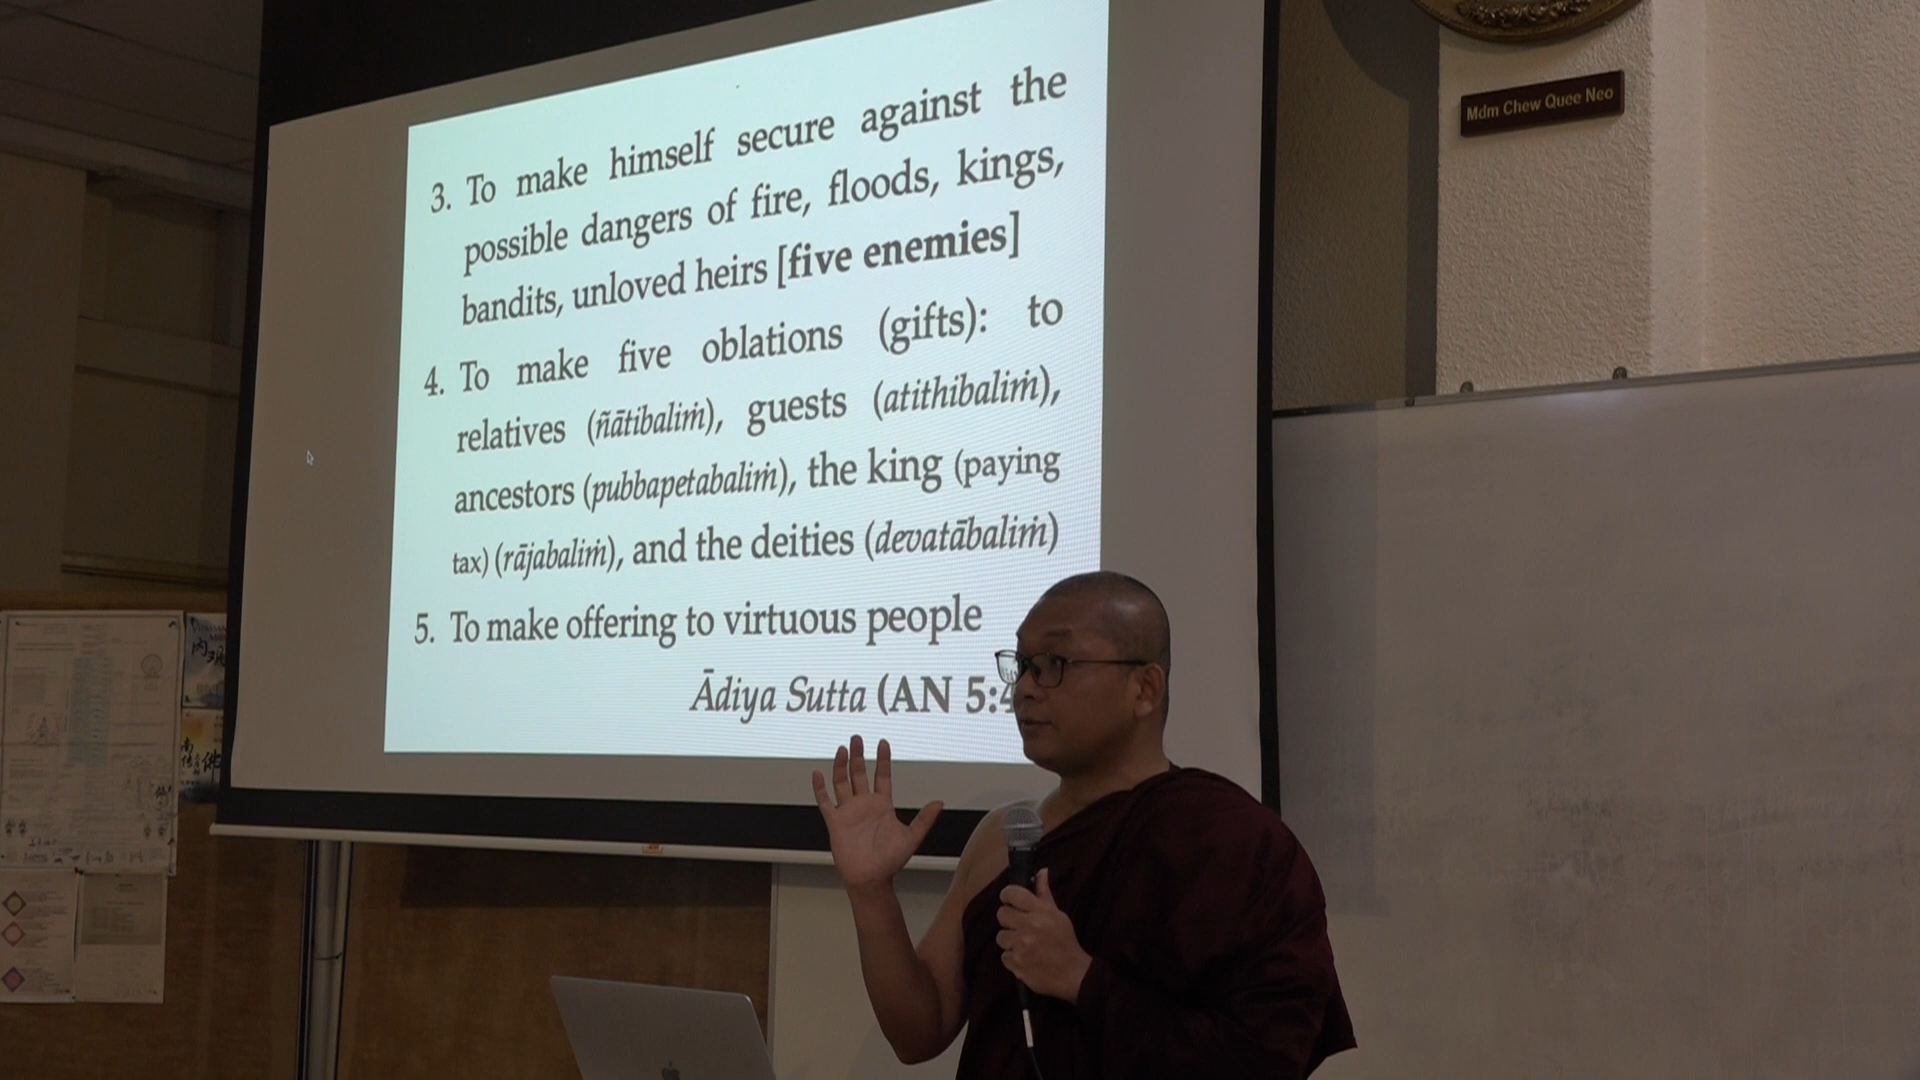 3. To make himself secure against the
possible dangers of fire, floods, kings,
bandits, unloved heirs [five enemies]
4. To make five oblations (gifts): to
relatives (ñātibaliṁ), guests (atithibaliṁ),
ancestors (pubbapetabaliṁ), the king (paying
tax) (rājabaliṁ), and the deities (devatābaliṁ)
5. To make offering to virtuous people
Ādiya Sutta (AN 5:4
Mdm Chew Quee Neo